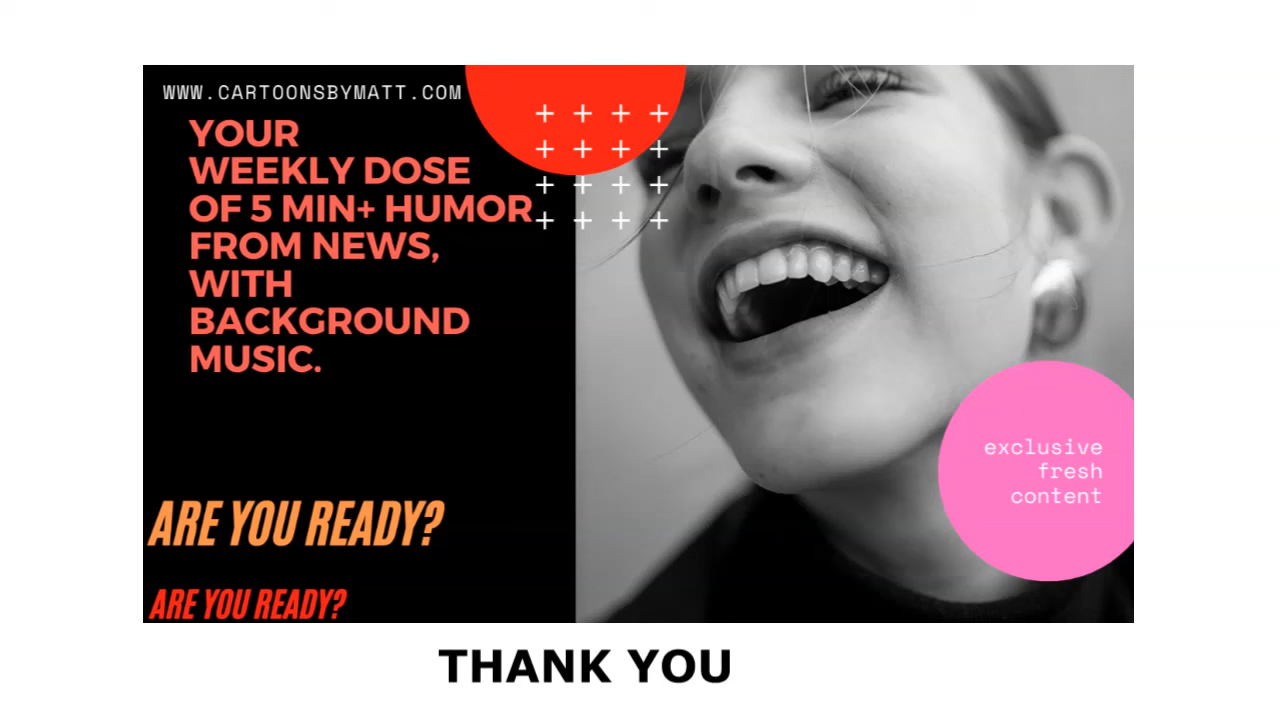 WWW.CARTOONSBYMATT.COM
YOUR
WEEKLY DOSE
OF 5 MIN+ HUMOR
FROM NEWS,
WITH
BACKGROUND
MUSIC.
exclusive
fresh
content
ARE YOU READY?
ARE YOU READY?
THANK YOU